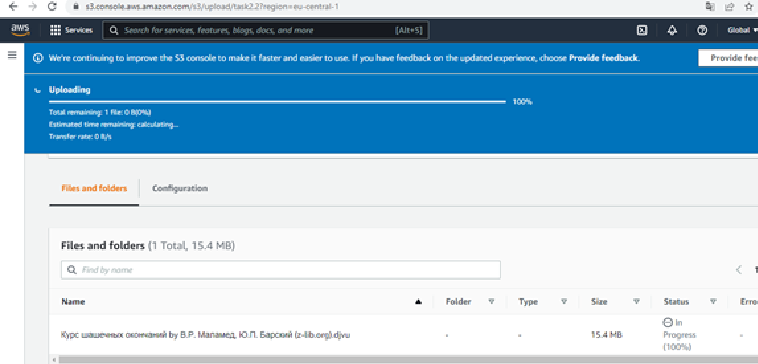 s3.console.aws.amazon.com/s3/upload/task2.2?region=eu-central-1
aws Services Search for services, features, blogs, docs, and more [Alt+S] Global
We're continuing to improve the S3 console to make it faster and easier to use. If you have feedback on the updated experience, choose Provide feedback. Provide fee
Uploading
100%
Total remaining: 1 File: 0 B(0%)
Estimated time remaining: calculating...
Transfer rate: 0 B/s
Files and folders Configuration
Files and folders (1 Total, 15.4 MB)
Find by name
1
Name Folder Type Size Status Erro
Курс шашечных окончаний by В.Р. Маламед, Ю.П. Барский (z-lib.org).djvu - - 15.4 MB In -
Progress
(100%)